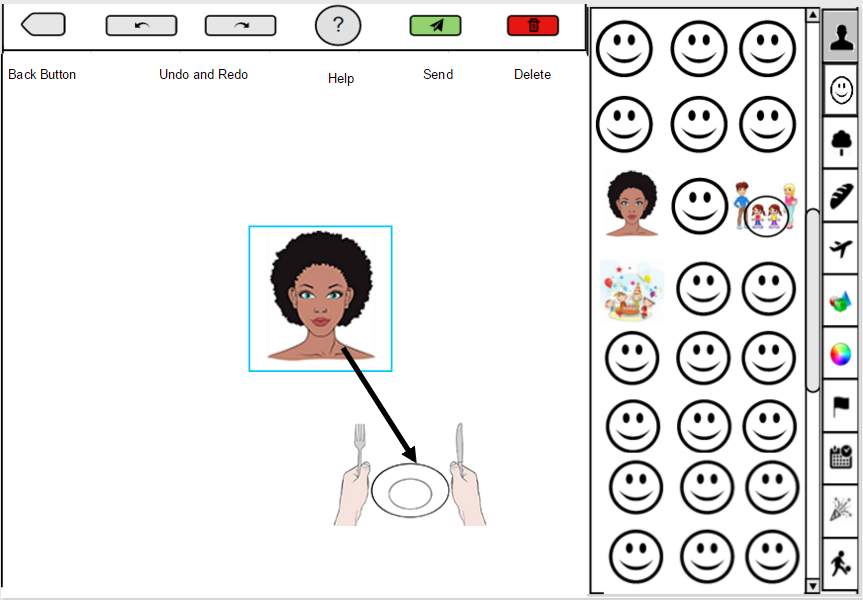 ?
Back Button
Undo and Redo
Help
Send
Delete